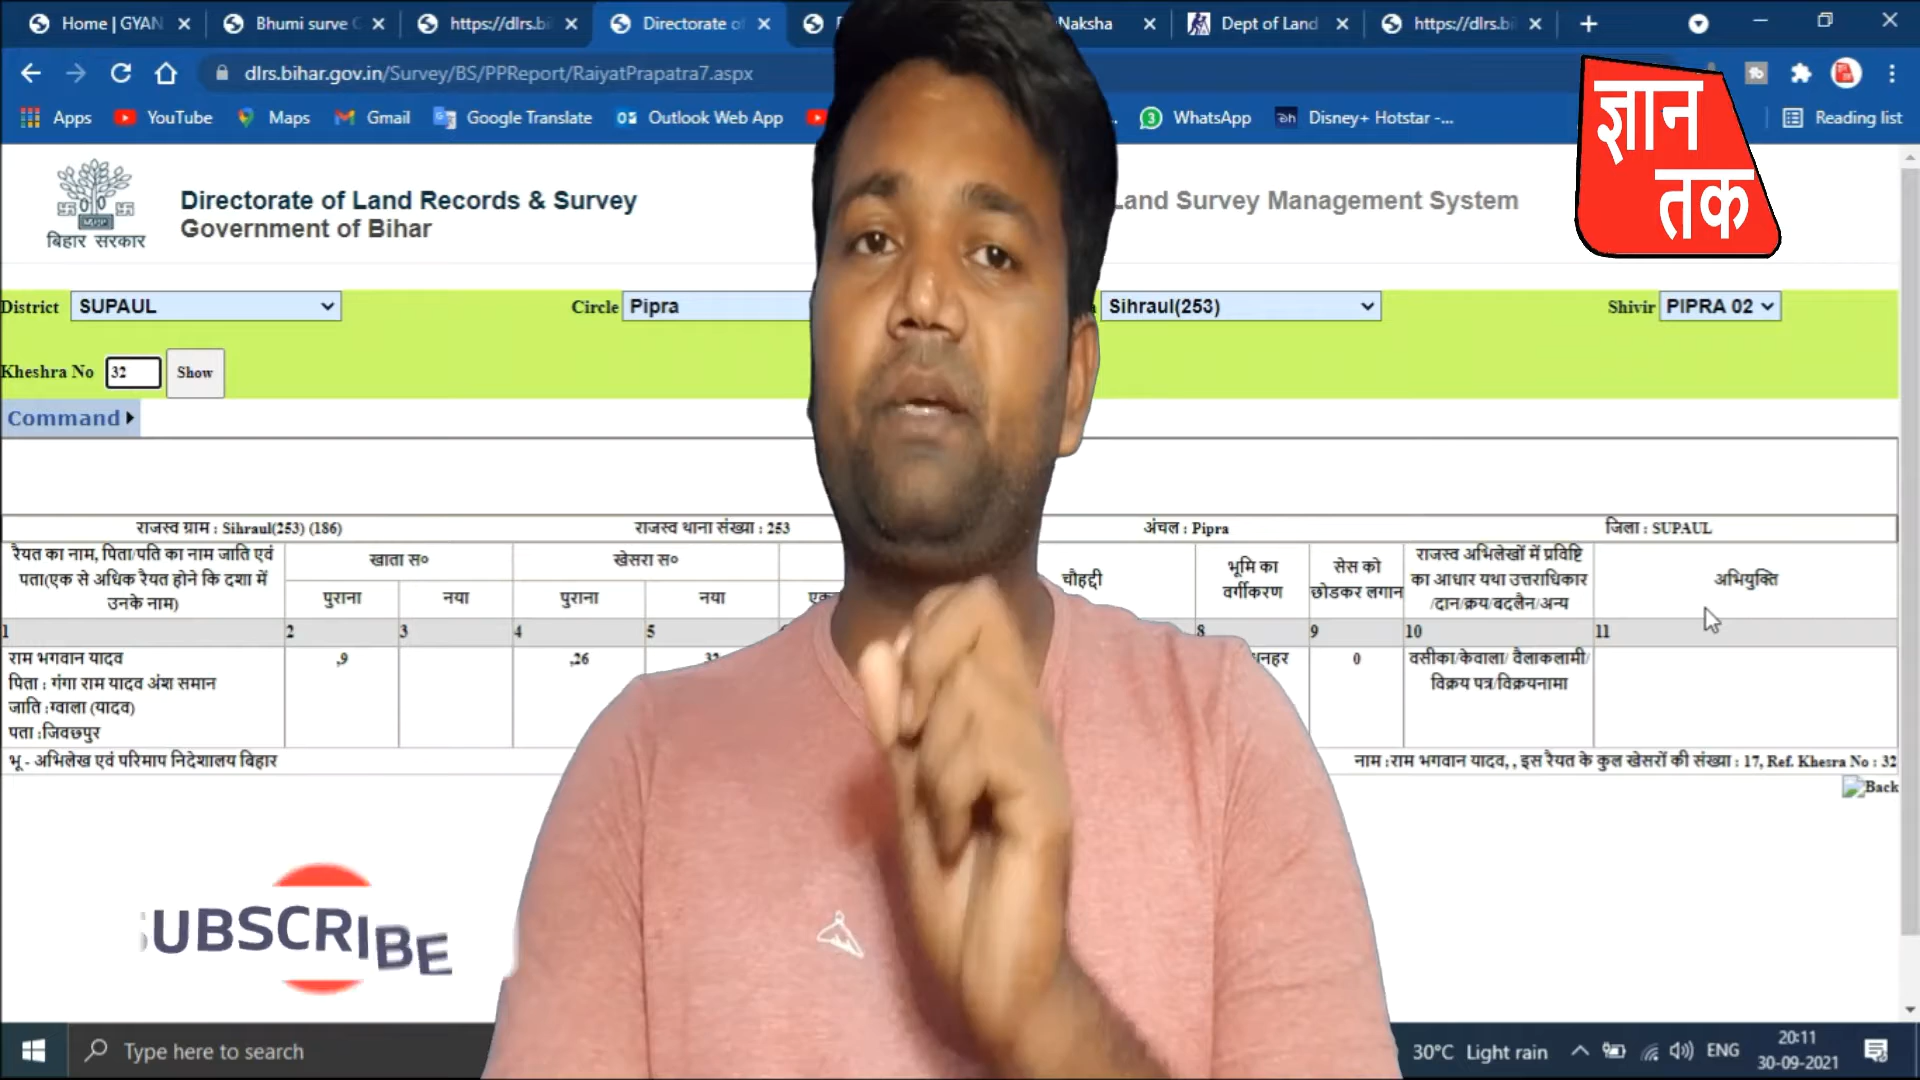 Home | GYAN
Bhumi surve
https://dlrs.bi
Directorate of
Naksha
Dept of Land
https://dlrs.bi
dlrs.bihar.gov.in/Survey/BS/PPReport/RaiyatPrapatra7.aspx
Apps YouTube Maps Gmail Google Translate Outlook Web App WhatsApp Disney+ Hotstar -... Reading list
ज्ञान
तक
बिहार सरकार
Directorate of Land Records & Survey
Government of Bihar
Land Survey Management System
District SUPAUL Circle Pipra Sihraul(253) Shivir PIPRA 02
Kheshra No 32 Show
Command
राजस्व ग्राम : Sihraul(253) (186) राजस्व थाना संख्या : 253 अंचल : Pipra जिला : SUPAUL
रैयत का नाम, पिता/पति का नाम जाति एवं
पता(एक से अधिक रैयत होने कि दशा में
उनके नाम)
खाता स०
खेसरा स०
पुराना नया पुराना नया
चौहद्दी
भूमि का
वर्गीकरण
सेस को
छोडकर लगान
राजस्व अभिलेखों में प्रविष्टि
का आधार यथा उत्तराधिकार
/दान/क्रय/बदलैन/अन्य
अभियुक्ति
1 2 3 4 5 8 9 10 11
राम भगवान यादव
पिता : गंगा राम यादव अंश समान
जाति :ग्वाला (यादव)
पता :जिवछपुर
,9 ,26 32 0
वसीका/केवाला/ वैलाकलामी/
विक्रय पत्र/विक्रयनामा
भू - अभिलेख एवं परिमाप निदेशालय बिहार
नाम :राम भगवान यादव, , इस रैयत के कुल खेसरों की संख्या : 17, Ref. Khesra No : 32
Back
SUBSCRIBE
Type here to search
30°C Light rain
ENG
20:11
30-09-2021